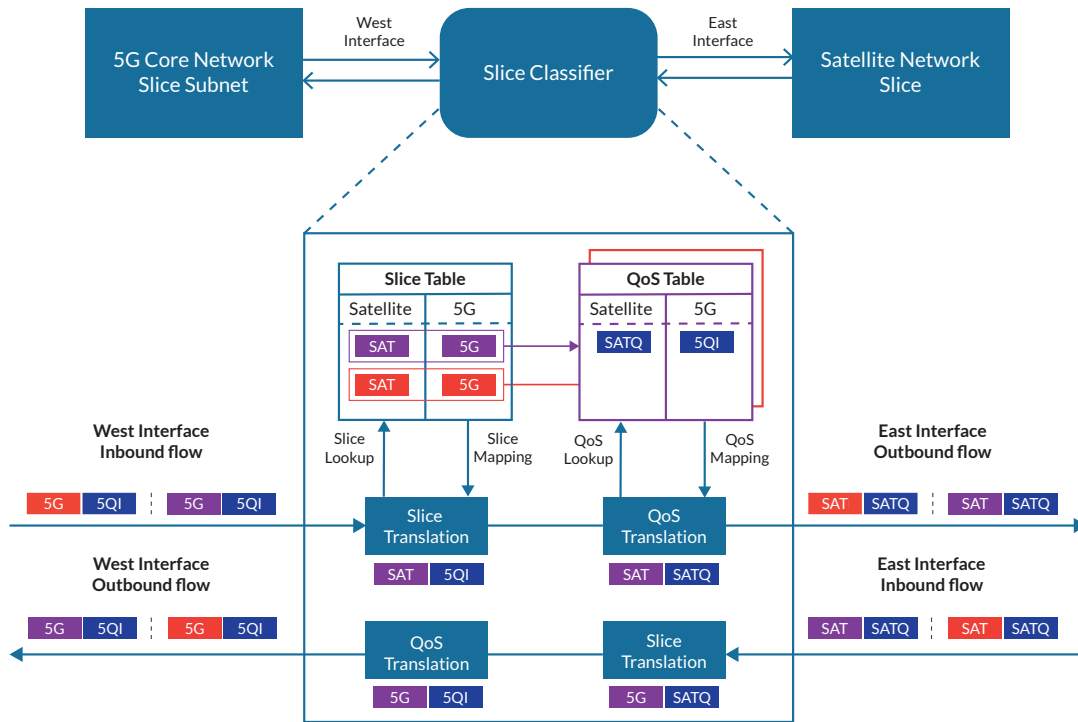 West
Interface
East
Interface
5G Core Network
Slice Subnet
Slice Classifier
Satellite Network
Slice
Slice Table
QoS Table
Satellite 5G
Satellite 5G
SAT 5G
SATQ 5QI
SAT 5G
Slice
Lookup
Slice
Mapping
QoS
Lookup
QoS
Mapping
West Interface
Inbound flow
East Interface
Outbound flow
5G 5QI 5G 5QI
Slice
Translation
QoS
Translation
SAT SATQ SAT SATQ
SAT 5QI
SAT SATQ
West Interface
Outbound flow
East Interface
Inbound flow
5G 5QI 5G 5QI
QoS
Translation
Slice
Translation
SAT SATQ SAT SATQ
5G 5QI
5G SATQ